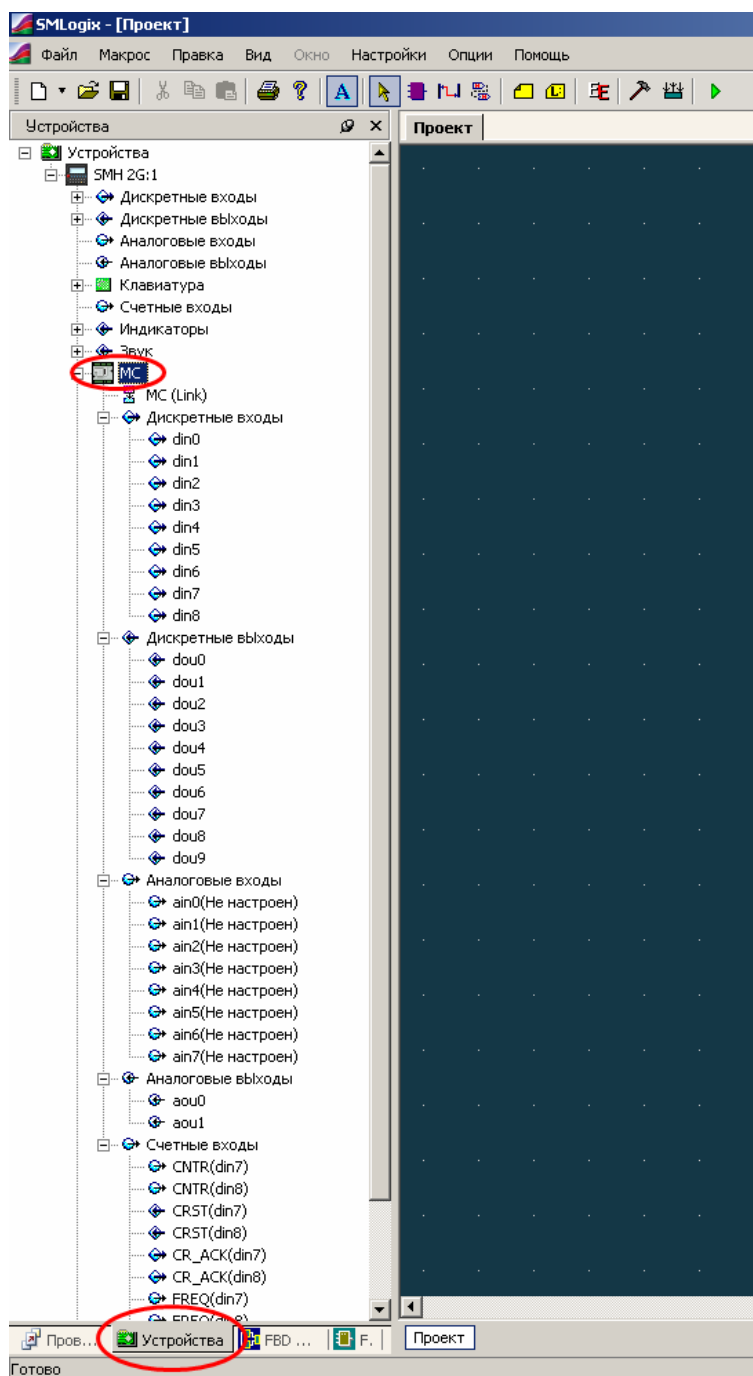 SMLogix - [Проект]
Файл Макрос Правка Вид Окно Настройки Опции Помощь
Устройства
Проект
Устройства
SMH 2G:1
Дискретные входы
Дискретные выходы
Аналоговые входы
Аналоговые выходы
Клавиатура
Счетные входы
Индикаторы
Звук
MC
MC (Link)
Дискретные входы
din0
din1
din2
din3
din4
din5
din6
din7
din8
Дискретные выходы
dou0
dou1
dou2
dou3
dou4
dou5
dou6
dou7
dou8
dou9
Аналоговые входы
ain0(Не настроен)
ain1(Не настроен)
ain2(Не настроен)
ain3(Не настроен)
ain4(Не настроен)
ain5(Не настроен)
ain6(Не настроен)
ain7(Не настроен)
Аналоговые выходы
aou0
aou1
Счетные входы
CNTR(din7)
CNTR(din8)
CRST(din7)
CRST(din8)
CR_ACK(din7)
CR_ACK(din8)
FREQ(din7)
FREQ(din8)
Пров... Устройства FBD ... F.
Проект
Готово